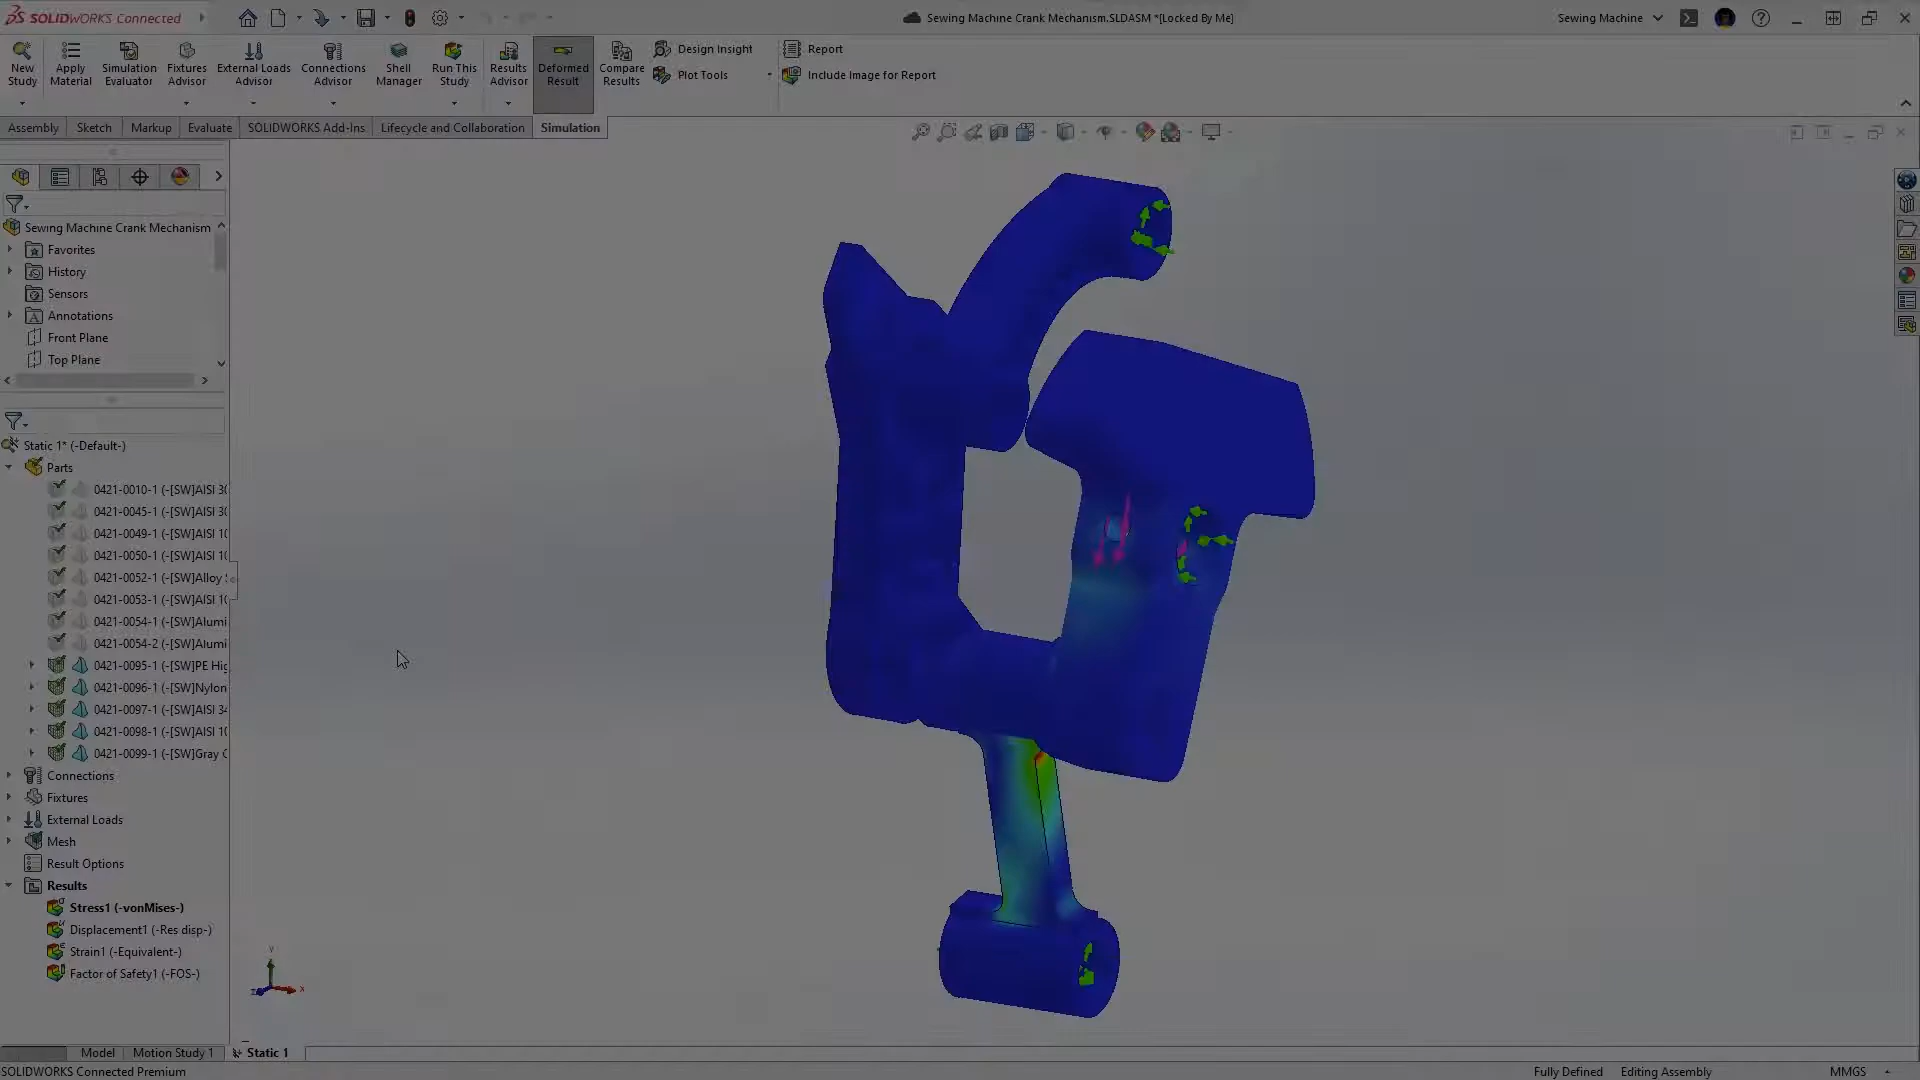 SOLIDWORKS Connected
Sewing Machine Crank Mechanism.SLDASM *[Locked By Me]
Sewing Machine
New Study
Apply Material
Simulation Evaluator
Fixtures Advisor
External Loads Advisor
Connections Advisor
Shell Manager
Run This Study
Results Advisor
Deformed Result
Compare Results
Design Insight
Plot Tools
Report
Include Image for Report
Assembly
Sketch
Markup
Evaluate
SOLIDWORKS Add-Ins
Lifecycle and Collaboration
Simulation
Sewing Machine Crank Mechanism
Favorites
History
Sensors
Annotations
Front Plane
Top Plane
Static 1* (-Default-)
Parts
0421-0010-1 (-[SW]AISI 30
0421-0045-1 (-[SW]AISI 30
0421-0049-1 (-[SW]AISI 10
0421-0050-1 (-[SW]AISI 10
0421-0052-1 (-[SW]Alloy
0421-0053-1 (-[SW]AISI 10
0421-0054-1 (-[SW]Alumi
0421-0054-2 (-[SW]Alumi
0421-0095-1 (-[SW]PE Hig
0421-0096-1 (-[SW]Nylon
0421-0097-1 (-[SW]AISI 34
0421-0098-1 (-[SW]AISI 10
0421-0099-1 (-[SW]Gray C
Connections
Fixtures
External Loads
Mesh
Result Options
Results
Stress1 (-vonMises-)
Displacement1 (-Res disp-)
Strain1 (-Equivalent-)
Factor of Safety1 (-FOS-)
Y
X
Z
Model
Motion Study 1
Static 1
SOLIDWORKS Connected Premium
Fully Defined
Editing Assembly
MMGS